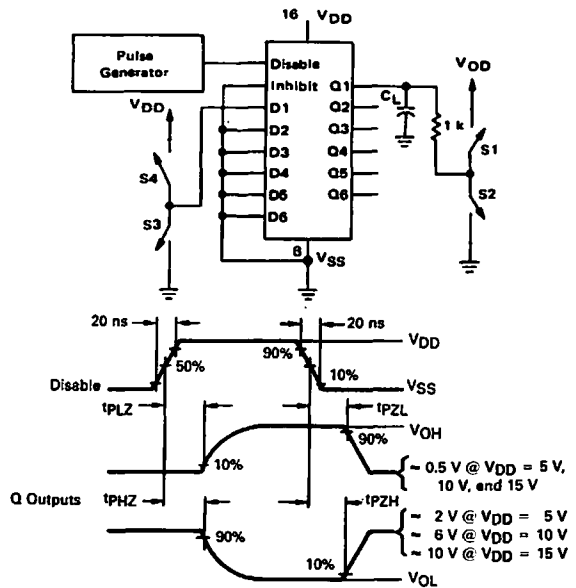 16 VDD
Pulse
Generator
Disable
Inhibit
D1
D2
D3
D4
D5
D6
Q1
Q2
Q3
Q4
Q5
Q6
CL
VDD
1 k
S1
S2
VDD
S4
S3
8
VSS
20 ns
20 ns
50%
90%
10%
VDD
VSS
Disable
tPLZ
tPZL
VOH
10%
90%
≈ 0.5 V @ VDD = 5 V,
10 V, end 15 V
Q Outputs
tPHZ
tPZH
90%
10%
≈ 2 V @ VDD = 5 V
≈ 6 V @ VDD = 10 V
≈ 10 V @ VDD = 15 V
VOL